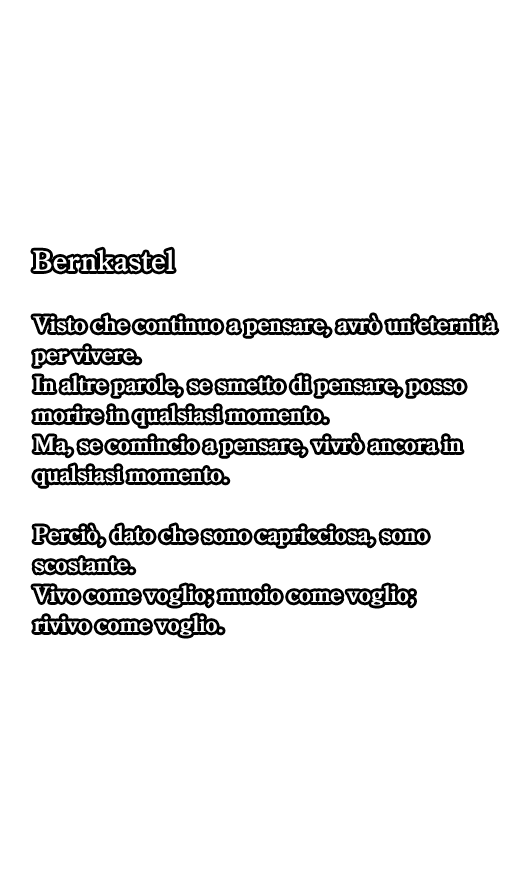 Bernkastel
Visto che continuo a pensare, avrò un'eternità
per vivere.
In altre parole, se smetto di pensare, posso
morire in qualsiasi momento.
Ma, se comincio a pensare, vivrò ancora in
qualsiasi momento.
Perciò, dato che sono capricciosa, sono
scostante.
Vivo come voglio; muoio come voglio;
rivivo come voglio.